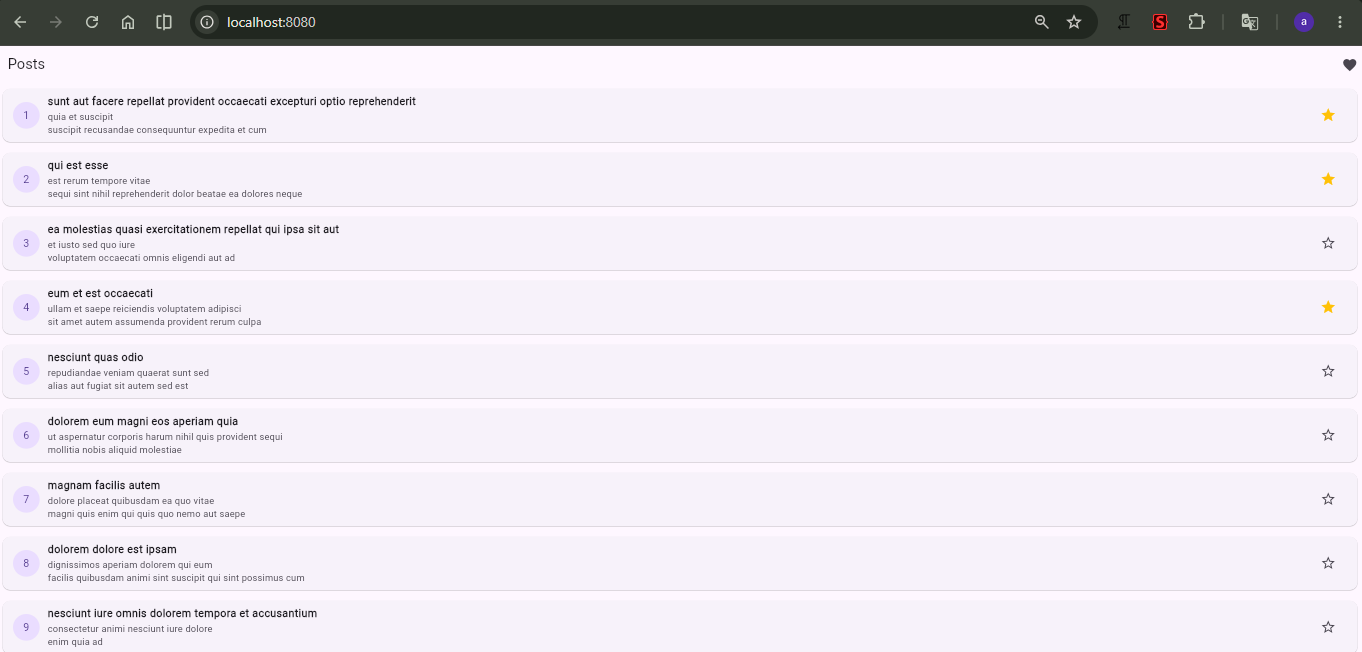 localhost:8080
S
a
Posts
1
sunt aut facere repellat provident occaecati excepturi optio reprehenderit
quia et suscipit
suscipit recusandae consequuntur expedita et cum
2
qui est esse
est rerum tempore vitae
sequi sint nihil reprehenderit dolor beatae ea dolores neque
3
ea molestias quasi exercitationem repellat qui ipsa sit aut
et iusto sed quo iure
voluptatem occaecati omnis eligendi aut ad
4
eum et est occaecati
ullam et saepe reiciendis voluptatem adipisci
sit amet autem assumenda provident rerum culpa
5
nesciunt quas odio
repudiandae veniam quaerat sunt sed
alias aut fugiat sit autem sed est
6
dolorem eum magni eos aperiam quia
ut aspernatur corporis harum nihil quis provident sequi
mollitia nobis aliquid molestiae
7
magnam facilis autem
dolore placeat quibusdam ea quo vitae
magni quis enim qui quis quo nemo aut saepe
8
dolorem dolore est ipsam
dignissimos aperiam dolorem qui eum
facilis quibusdam animi sint suscipit qui sint possimus cum
9
nesciunt iure omnis dolorem tempora et accusantium
consectetur animi nesciunt iure dolore
enim quia ad